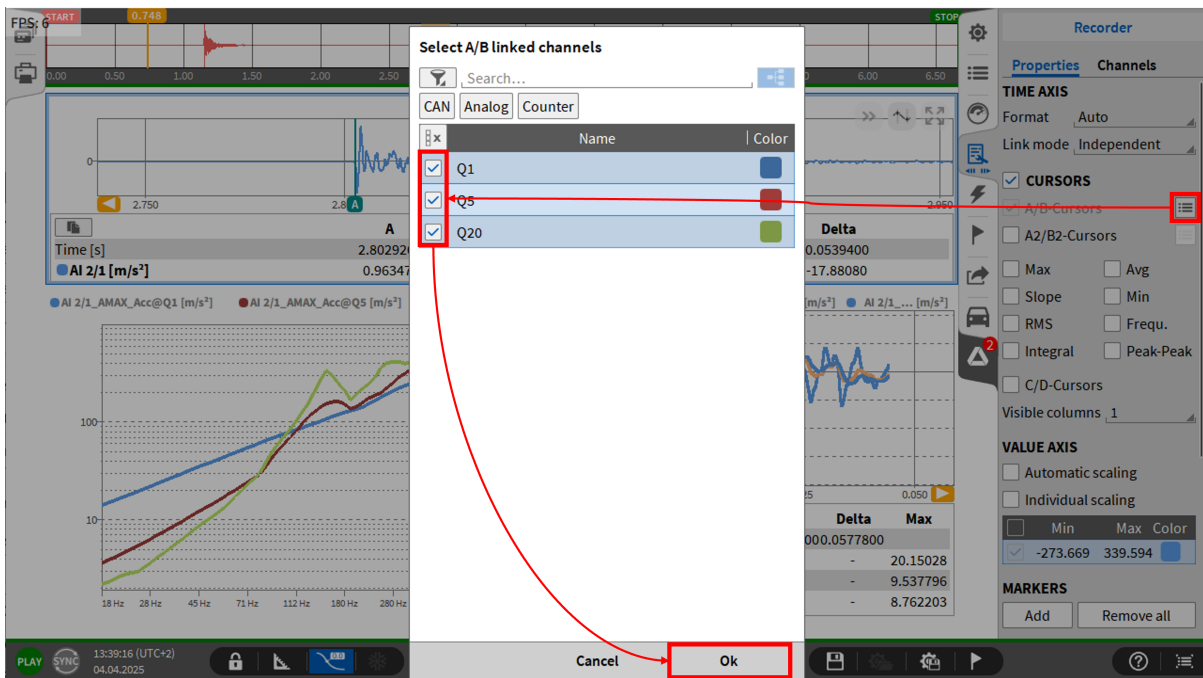 FPS: 6
START
0.748
STOP
0.00 0.50 1.00 1.50 2.00 2.50
6.00 6.50
0
2.750 2.8 A 2.950
A
Time [s] 2.802920
AI 2/1 [m/s²] 0.96347
Delta
0.0539400
-17.88080
AI 2/1_AMAX_Acc@Q1 [m/s²] AI 2/1_AMAX_Acc@Q5 [m/s²]
[m/s²] AI 2/1_... [m/s²]
100
10
18 Hz 28 Hz 45 Hz 71 Hz 112 Hz 180 Hz 280 Hz
25 0.050
Delta Max
000.0577800
- 20.15028
- 9.537796
- 8.762203
Select A/B linked channels
Search...
CAN Analog Counter
x Name Color
Q1
Q5
Q20
Cancel Ok
Recorder
Properties Channels
TIME AXIS
Format Auto
Link mode Independent
CURSORS
A/B-Cursors
A2/B2-Cursors
Max Avg
Slope Min
RMS Frequ.
Integral Peak-Peak
2
C/D-Cursors
Visible columns 1
VALUE AXIS
Automatic scaling
Individual scaling
Min Max Color
-273.669 339.594
MARKERS
Add Remove all
PLAY SYNC 13:39:16 (UTC+2)
04.04.2025
0.0
?